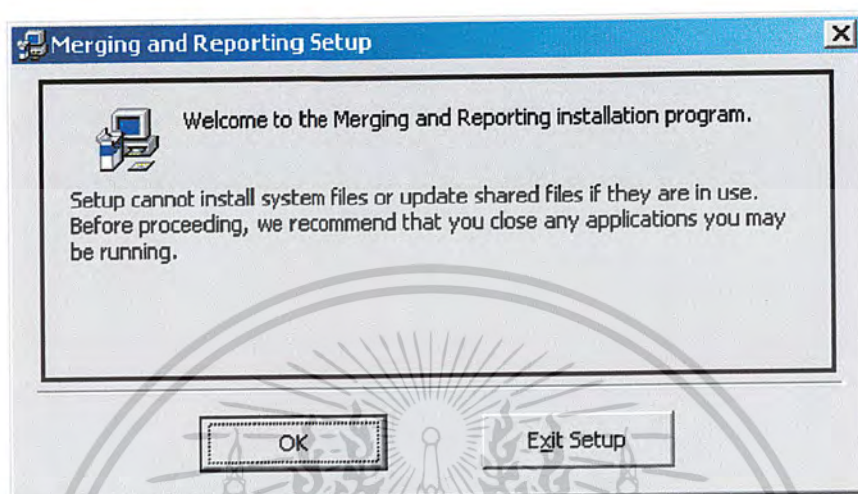 Merging and Reporting Setup
Welcome to the Merging and Reporting installation program.
Setup cannot install system files or update shared files if they are in use.
Before proceeding, we recommend that you close any applications you may
be running.
OK
Exit Setup